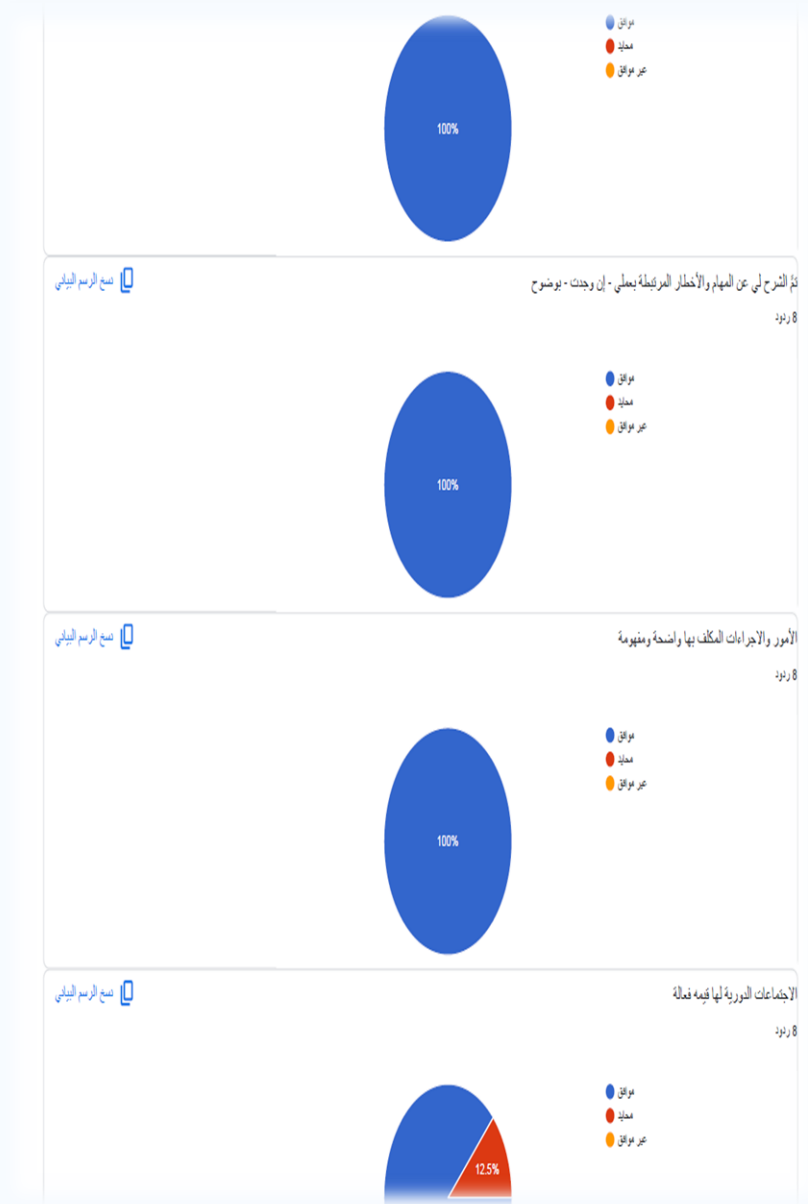 موافق
محايد
غير موافق
100%
تمَّ الشرح لي عن المهام والأخطار المرتبطة بعملي - إن وجدت - بوضوح
نسخ الرسم البياني
8 ردود
موافق
محايد
غير موافق
100%
الأمور والاجراءات المكلف بها واضحة ومفهومة
نسخ الرسم البياني
8 ردود
موافق
محايد
غير موافق
100%
الاجتماعات الدورية لها قيمه فعالة
نسخ الرسم البياني
8 ردود
موافق
محايد
غير موافق
12.5%